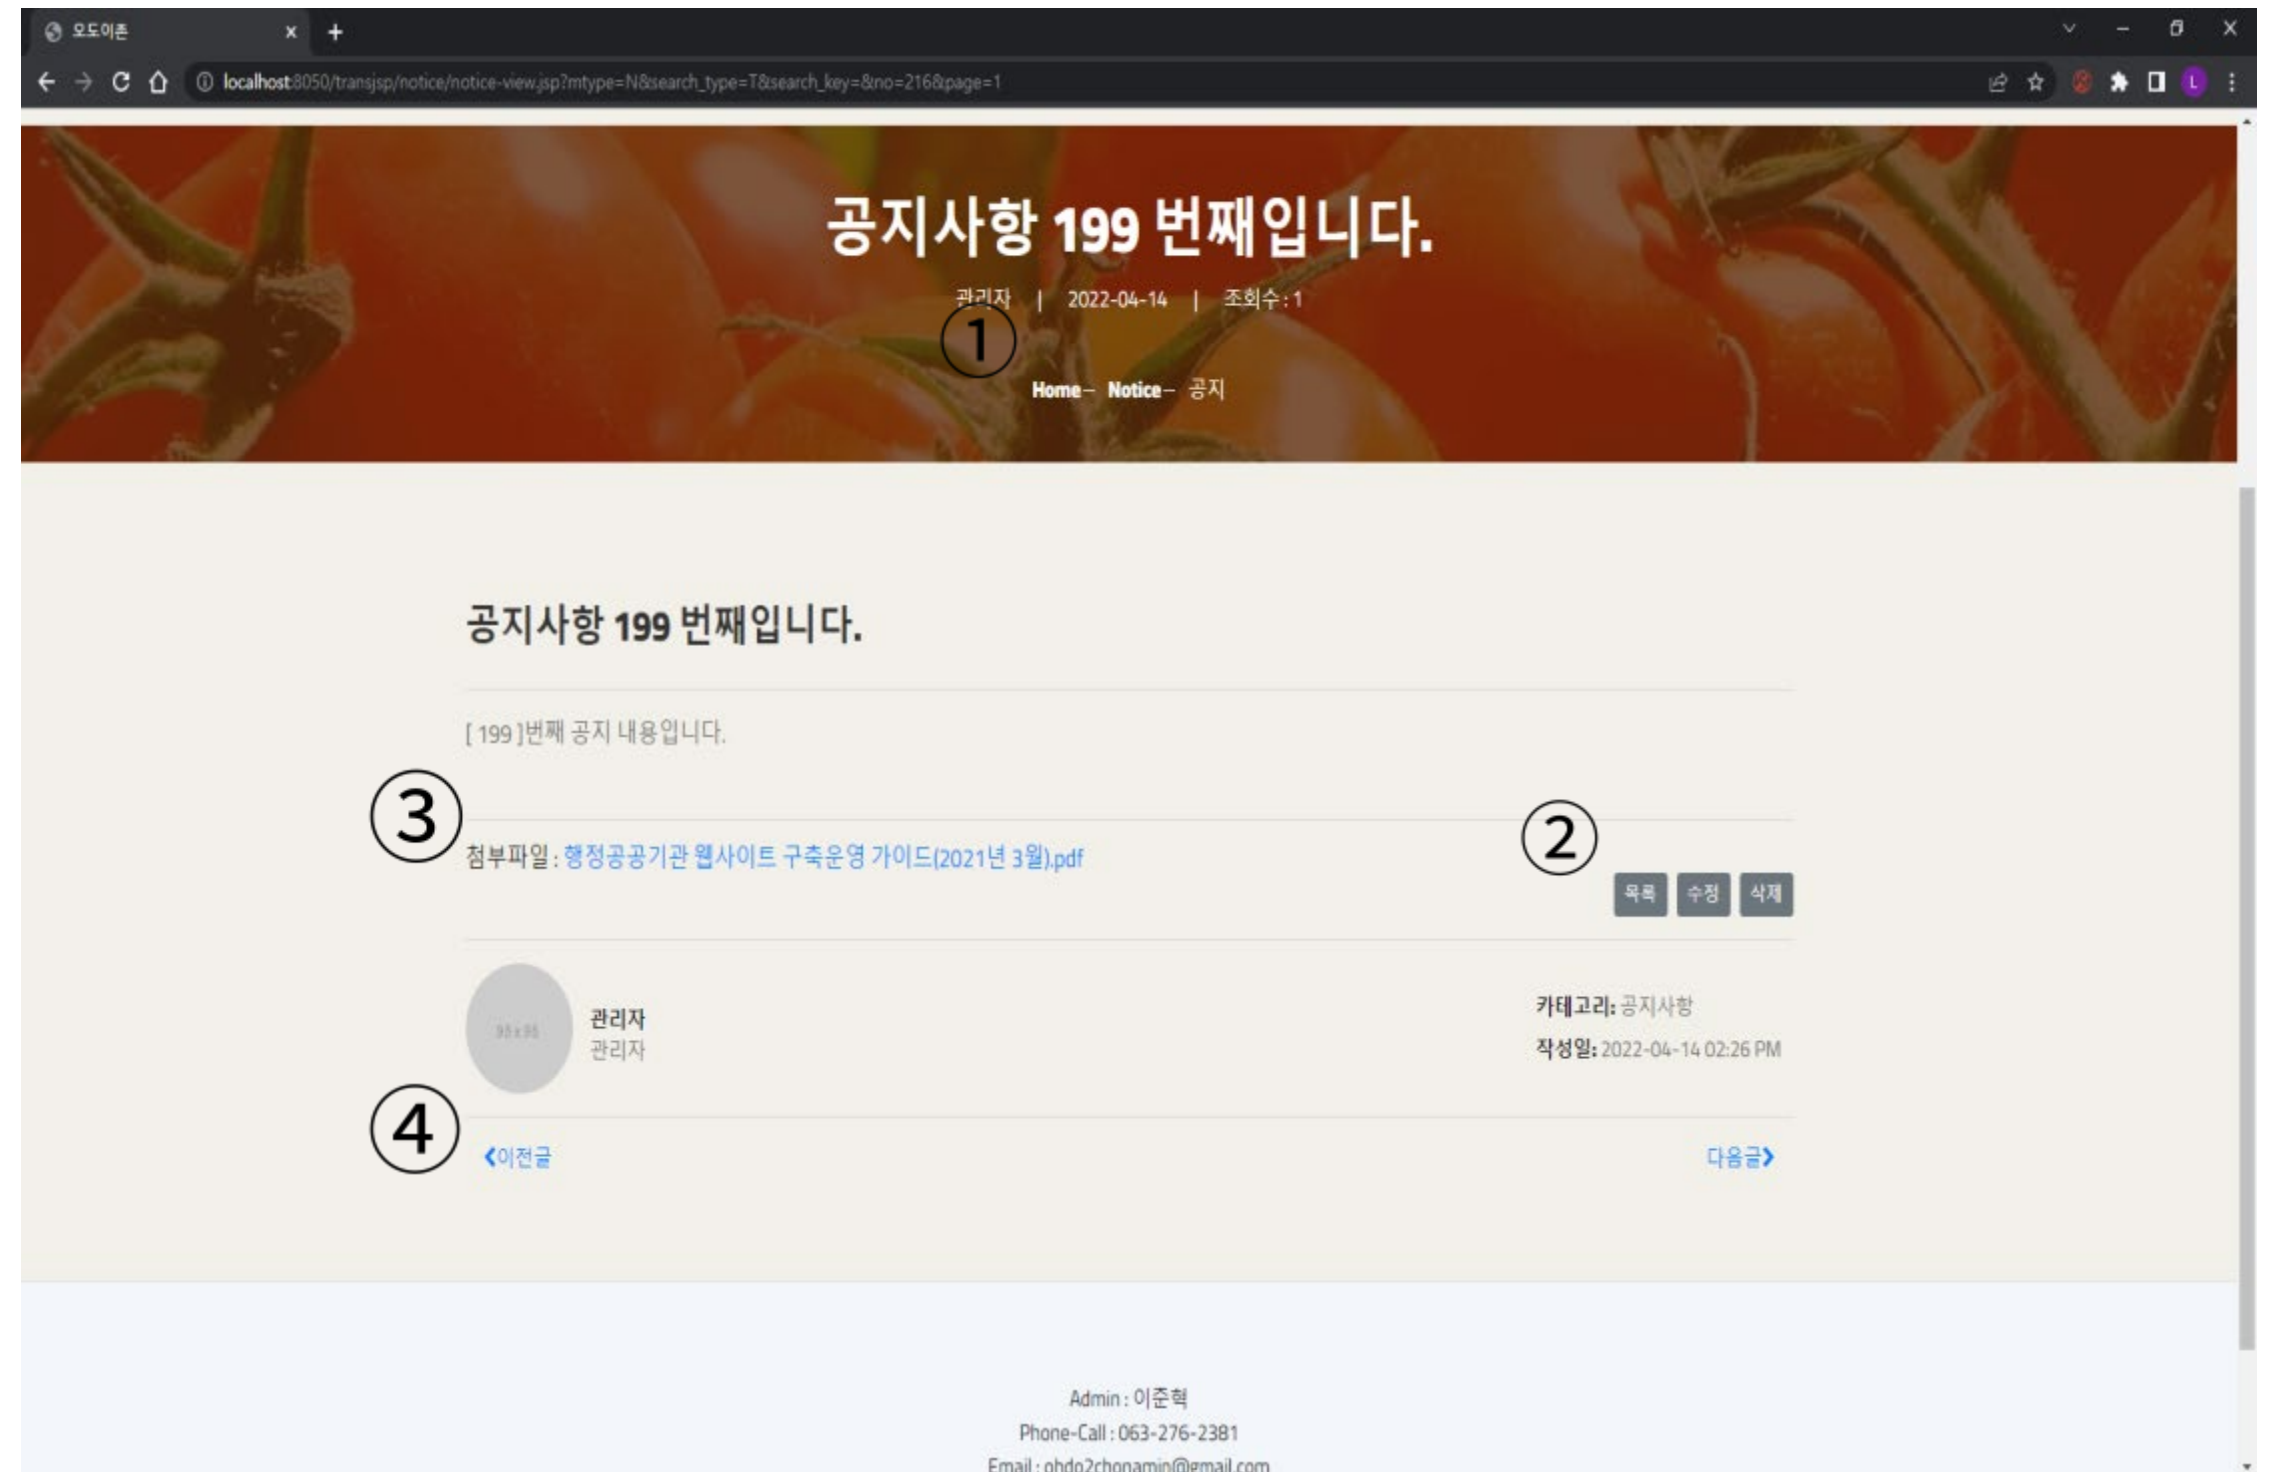 오도이촌
localhost:8050/transjsp/notice/notice-view.jsp?mtype=N&search_type=T&search_key=&no=216&page=1
L
공지사항 199 번째입니다.
관리자 | 2022-04-14 | 조회수 : 1
①
Home– Notice– 공지
공지사항 199 번째입니다.
[ 199 ]번째 공지 내용입니다.
③
②
첨부파일 : 행정공공기관 웹사이트 구축운영 가이드(2021년 3월).pdf
목록 수정 삭제
관리자
관리자
카테고리: 공지사항
작성일: 2022-04-14 02:26 PM
④
이전글
다음글
Admin : 이준혁
Phone-Call : 063-276-2381
Email : ohdo2chonamin@gmail.com